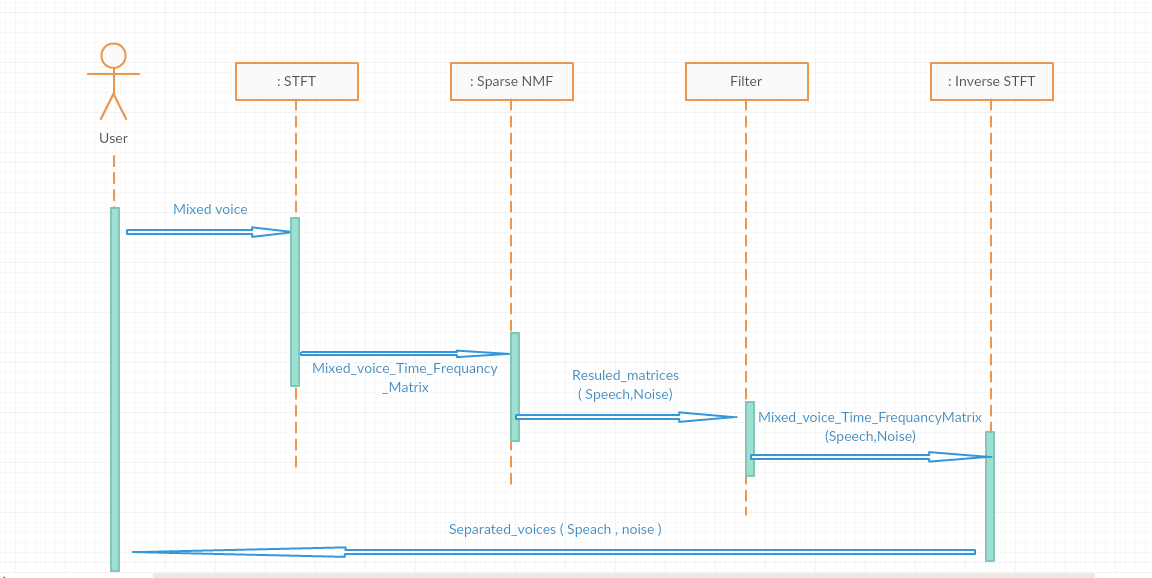 : STFT
: Sparse NMF
Filter
: Inverse STFT
User
Mixed voice
Mixed_voice_Time_Frequancy
_Matrix
Resuled_matrices
( Speech,Noise)
Mixed_voice_Time_FrequancyMatrix
(Speech,Noise)
Separated_voices ( Speach , noise )